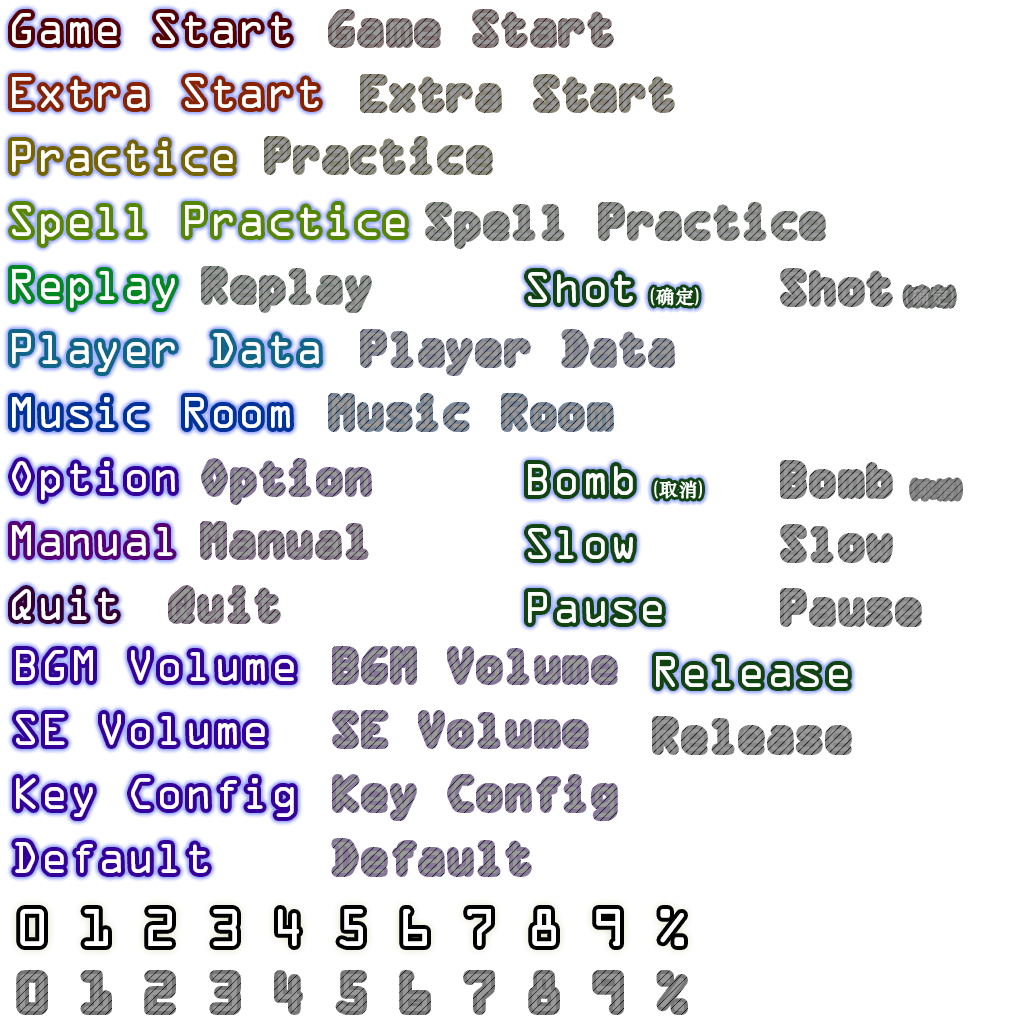 Game Start Game Start
Extra Start Extra Start
Practice Practice
Spell Practice Spell Practice
Replay Replay Shot (确定) Shot (确定)
Player Data Player Data
Music Room Music Room
Option Option Bomb (取消) Bomb
Manual Manual Slow Slow
Quit Quit Pause Pause
BGM Volume BGM Volume Release
SE Volume SE Volume Release
Key Config Key Config
Default Default
0 1 2 3 4 5 6 7 8 9 %
0 1 2 3 4 5 6 7 8 9 %